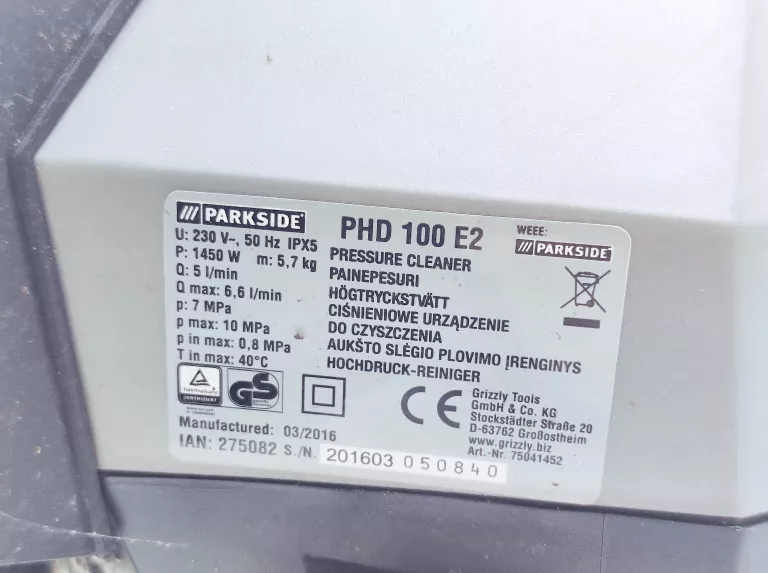 /// PARKSIDE®
PHD 100 E2
WEEE:
/// PARKSIDE®
U: 230 V~, 50 Hz IPX5
P: 1450 W m: 5,7 kg
Q: 5 l/min
Q max: 6,6 l/min
p: 7 MPa
p max: 10 MPa
p in max: 0,8 MPa
T in max: 40°C
PRESSURE CLEANER
PAINEPESURI
HÖGTRYCKSTVÄTT
CIŚNIENIOWE URZĄDZENIE
DO CZYSZCZENIA
AUKŠTO SLĖGIO PLOVIMO ĮRENGINYS
HOCHDRUCK-REINIGER
GS
CE
Grizzly Tools
GmbH & Co. KG
Stockstädter Straße 20
D-63762 Großostheim
www.grizzly.biz
Art.-Nr. 75041452
Manufactured: 03/2016
IAN: 275082 S./N. 201603 050840